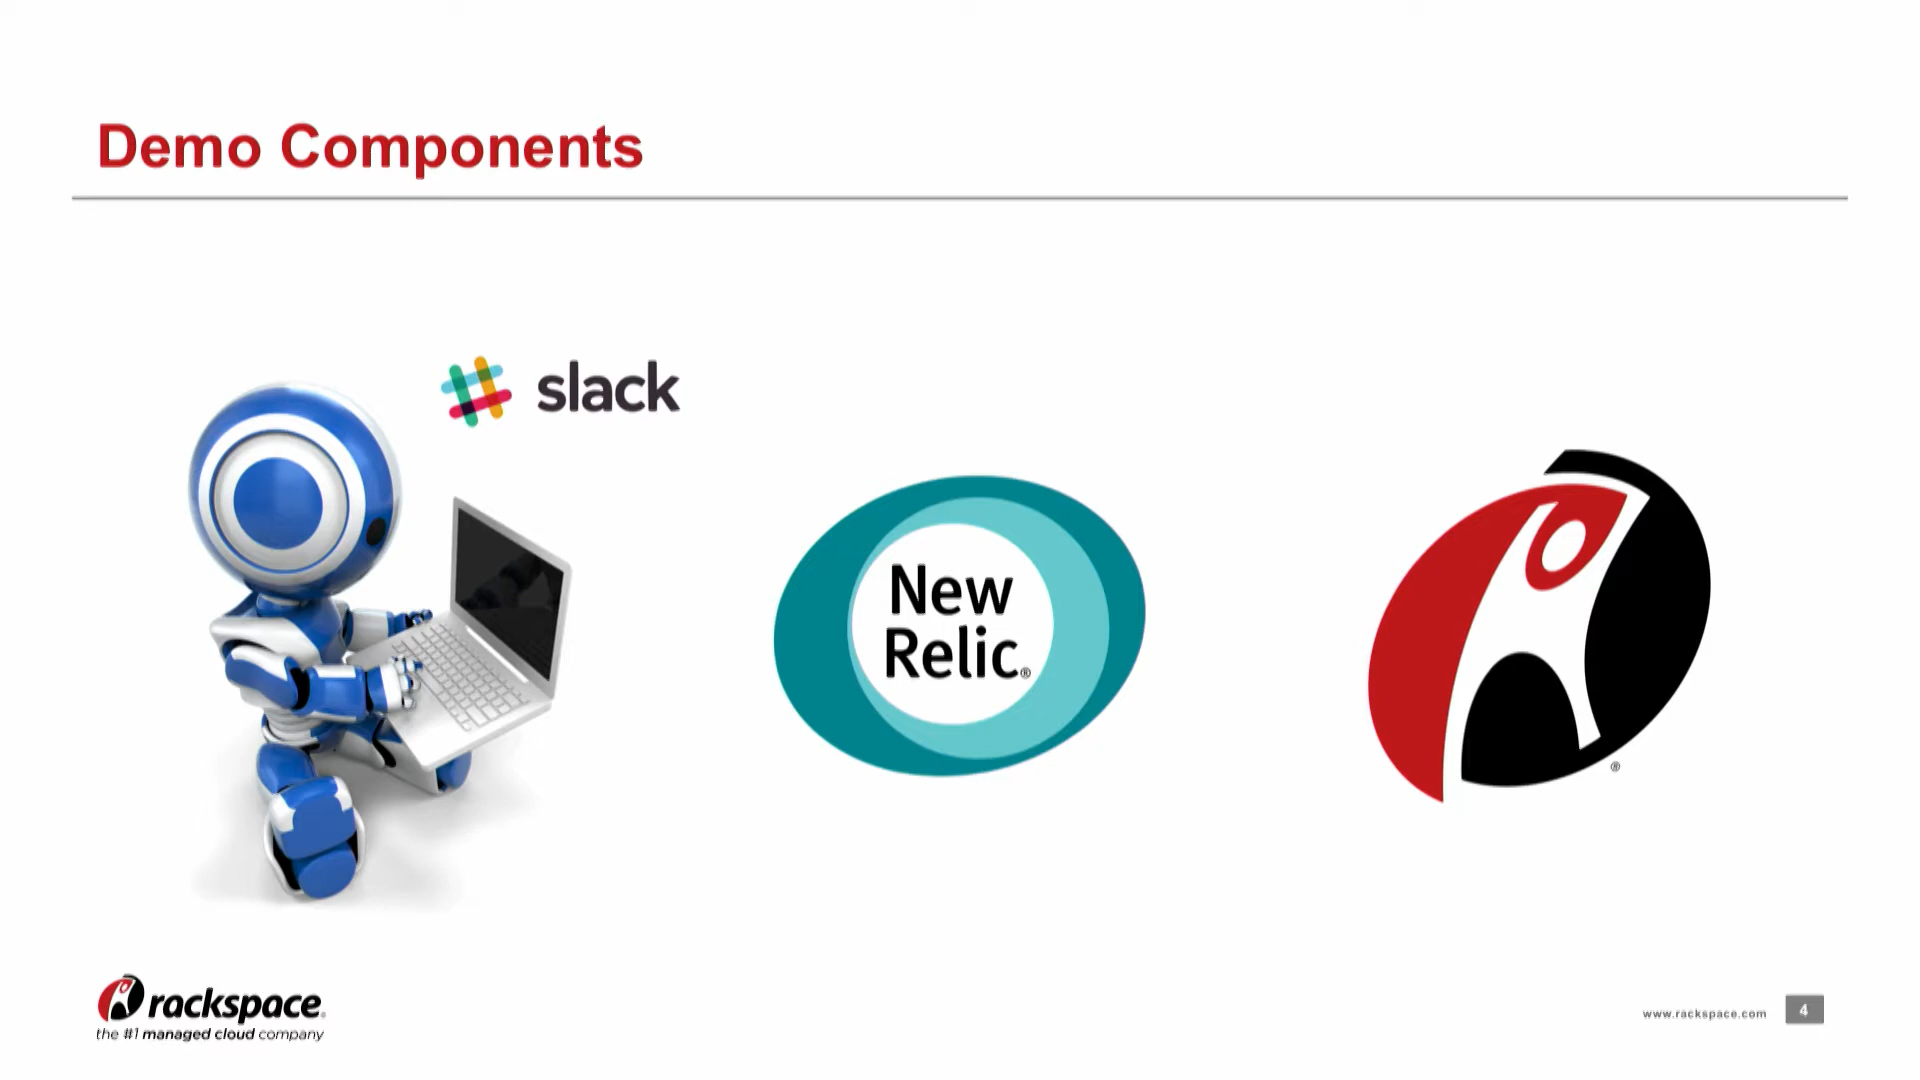 Demo Components
slack
New
Relic®
®
rackspace®
the #1 managed cloud company
www.rackspace.com
4